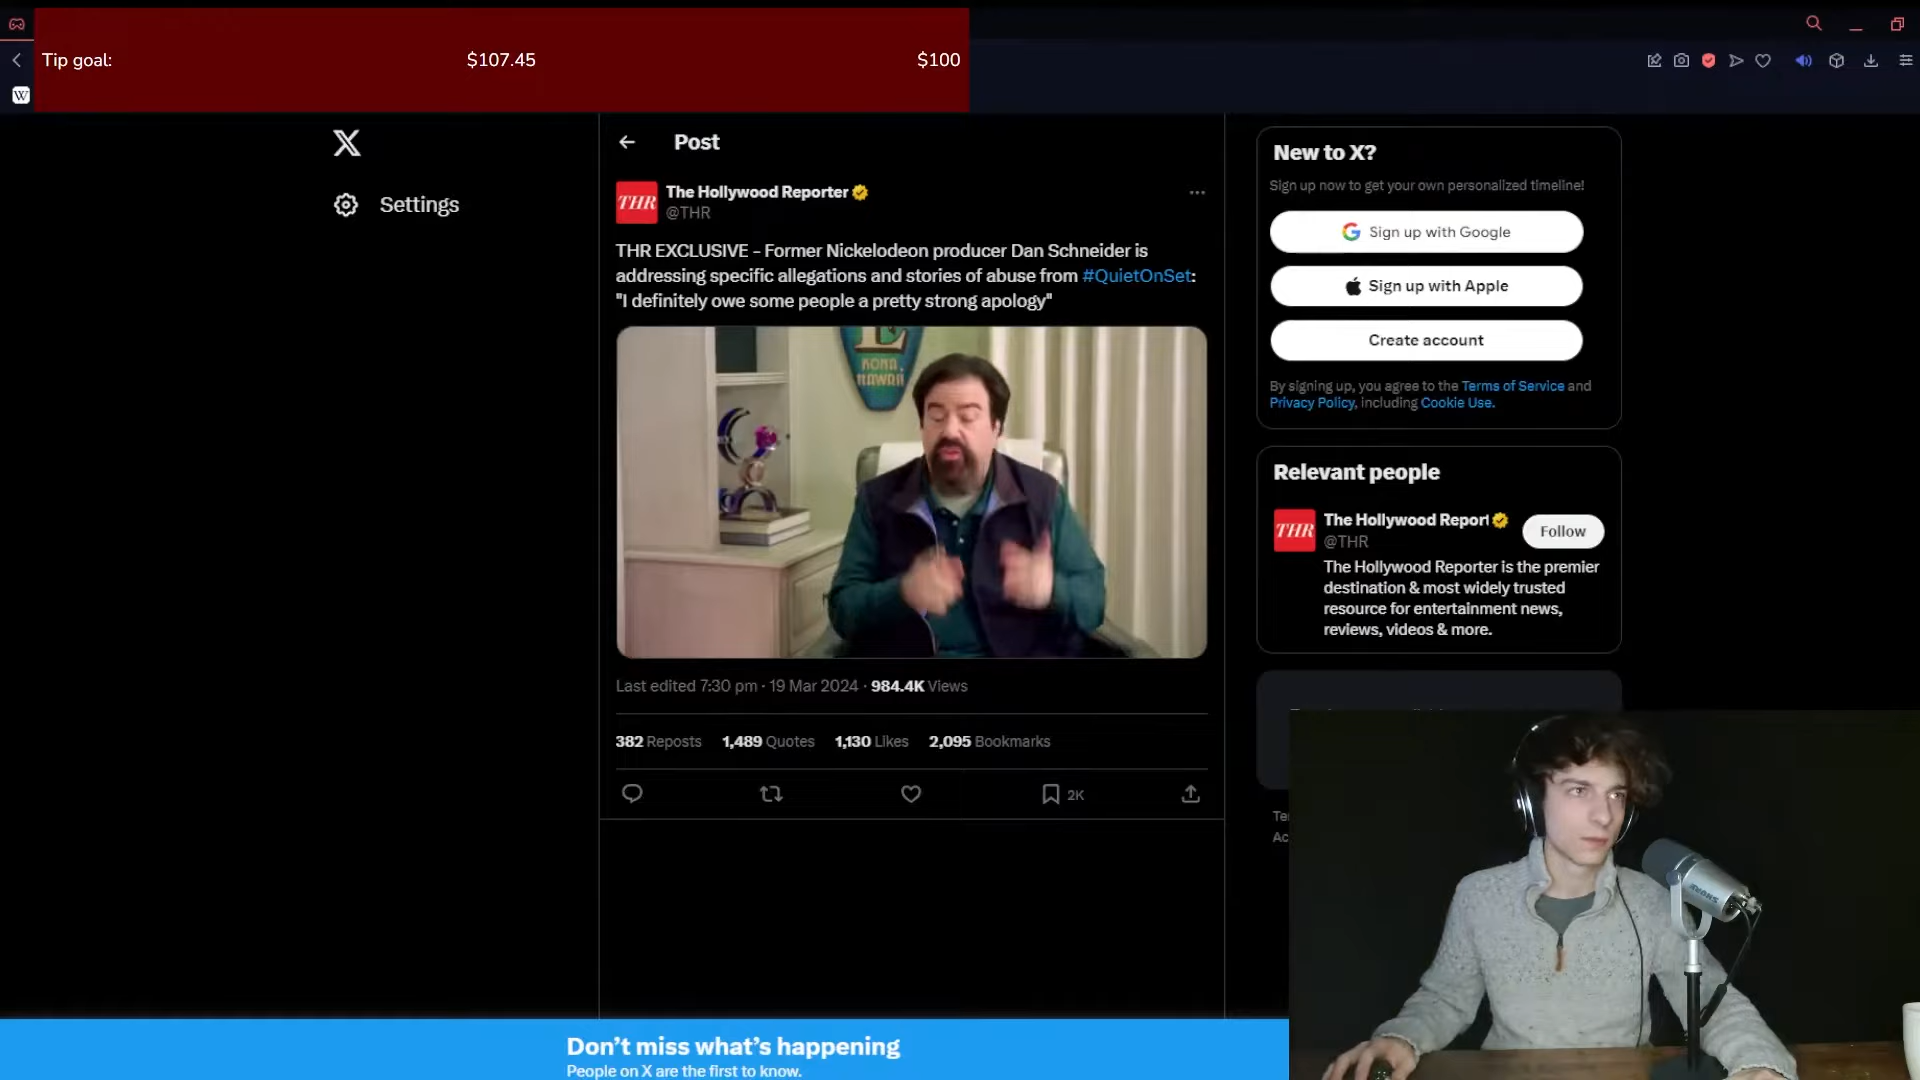 Tip goal: $107.45 $100
W
Post
Settings
THR
The Hollywood Reporter
@THR
THR EXCLUSIVE - Former Nickelodeon producer Dan Schneider is
addressing specific allegations and stories of abuse from #QuietOnSet:
"I definitely owe some people a pretty strong apology"
KONA,
HAWAII
Last edited 7:30 pm · 19 Mar 2024 · 984.4K Views
382 Reposts 1,489 Quotes 1,130 Likes 2,095 Bookmarks
2K
New to X?
Sign up now to get your own personalized timeline!
Sign up with Google
Sign up with Apple
Create account
By signing up, you agree to the Terms of Service and
Privacy Policy, including Cookie Use.
Relevant people
THR
The Hollywood Report
@THR
Follow
The Hollywood Reporter is the premier
destination & most widely trusted
resource for entertainment news,
reviews, videos & more.
Don't miss what's happening
People on X are the first to know.